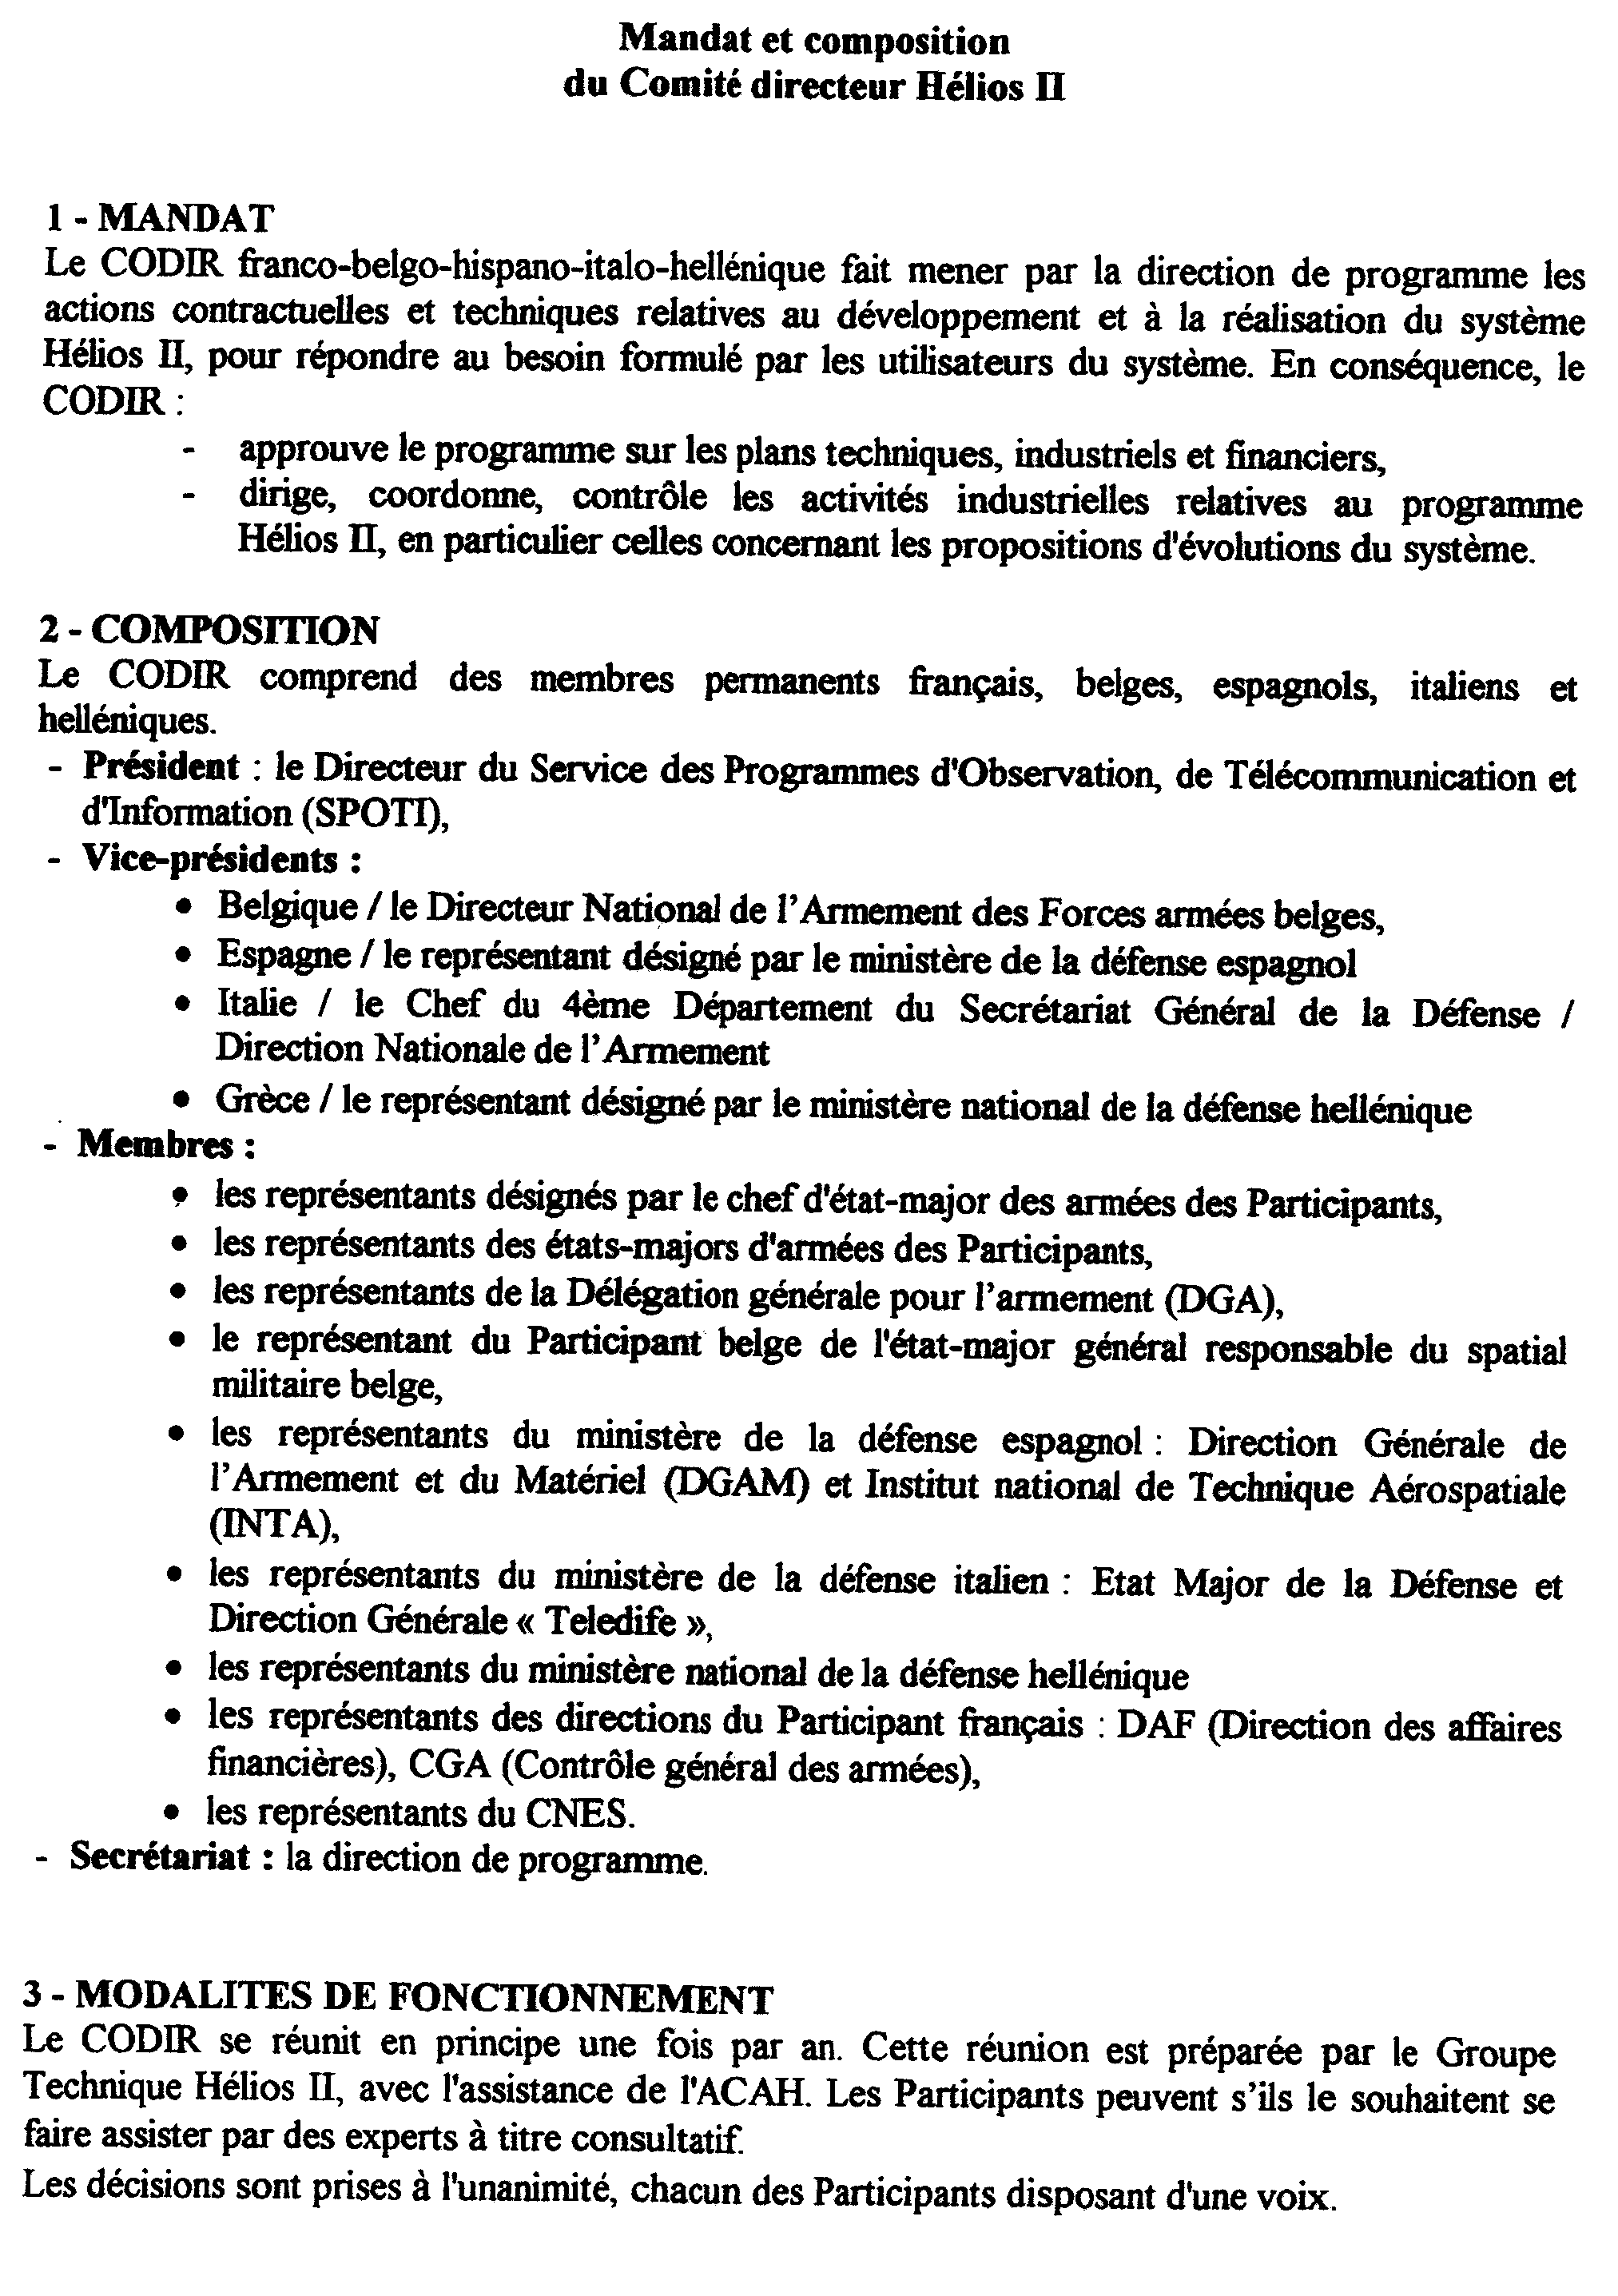 Mandat et composition
du Comité directeur Hélios II
1 - MANDAT
Le CODIR franco-belgo-hispano-italo-hellénique fait mener par la direction de programme les
actions contractuelles et techniques relatives au développement et à la réalisation du système
Hélios II, pour répondre au besoin formulé par les utilisateurs du système. En conséquence, le
CODIR :
- approuve le programme sur les plans techniques, industriels et financiers,
- dirige, coordonne, contrôle les activités industrielles relatives au programme
Hélios II, en particulier celles concernant les propositions d'évolutions du système.
2 - COMPOSITION
Le CODIR comprend des membres permanents français, belges, espagnols, italiens et
helléniques.
- Président : le Directeur du Service des Programmes d'Observation, de Télécommunication et
d'Information (SPOTI),
- Vice-présidents :
• Belgique / le Directeur National de l’Armement des Forces armées belges,
• Espagne / le représentant désigné par le ministère de la défense espagnol
• Italie / le Chef du 4ème Département du Secrétariat Général de la Défense /
Direction Nationale de l’Armement
• Grèce / le représentant désigné par le ministère national de la défense hellénique
- Membres :
• les représentants désignés par le chef d'état-major des armées des Participants,
• les représentants des états-majors d'armées des Participants,
• les représentants de la Délégation générale pour l’armement (DGA),
• le représentant du Participant belge de l'état-major général responsable du spatial
militaire belge,
• les représentants du ministère de la défense espagnol : Direction Générale de
l’Armement et du Matériel (DGAM) et Institut national de Technique Aérospatiale
(INTA),
• les représentants du ministère de la défense italien : Etat Major de la Défense et
Direction Générale « Teledife »,
• les représentants du ministère national de la défense hellénique
• les représentants des directions du Participant français : DAF (Direction des affaires
financières), CGA (Contrôle général des armées),
• les représentants du CNES.
- Secrétariat : la direction de programme.
3 - MODALITES DE FONCTIONNEMENT
Le CODIR se réunit en principe une fois par an. Cette réunion est préparée par le Groupe
Technique Hélios II, avec l'assistance de l'ACAH. Les Participants peuvent s’ils le souhaitent se
faire assister par des experts à titre consultatif.
Les décisions sont prises à l'unanimité, chacun des Participants disposant d'une voix.